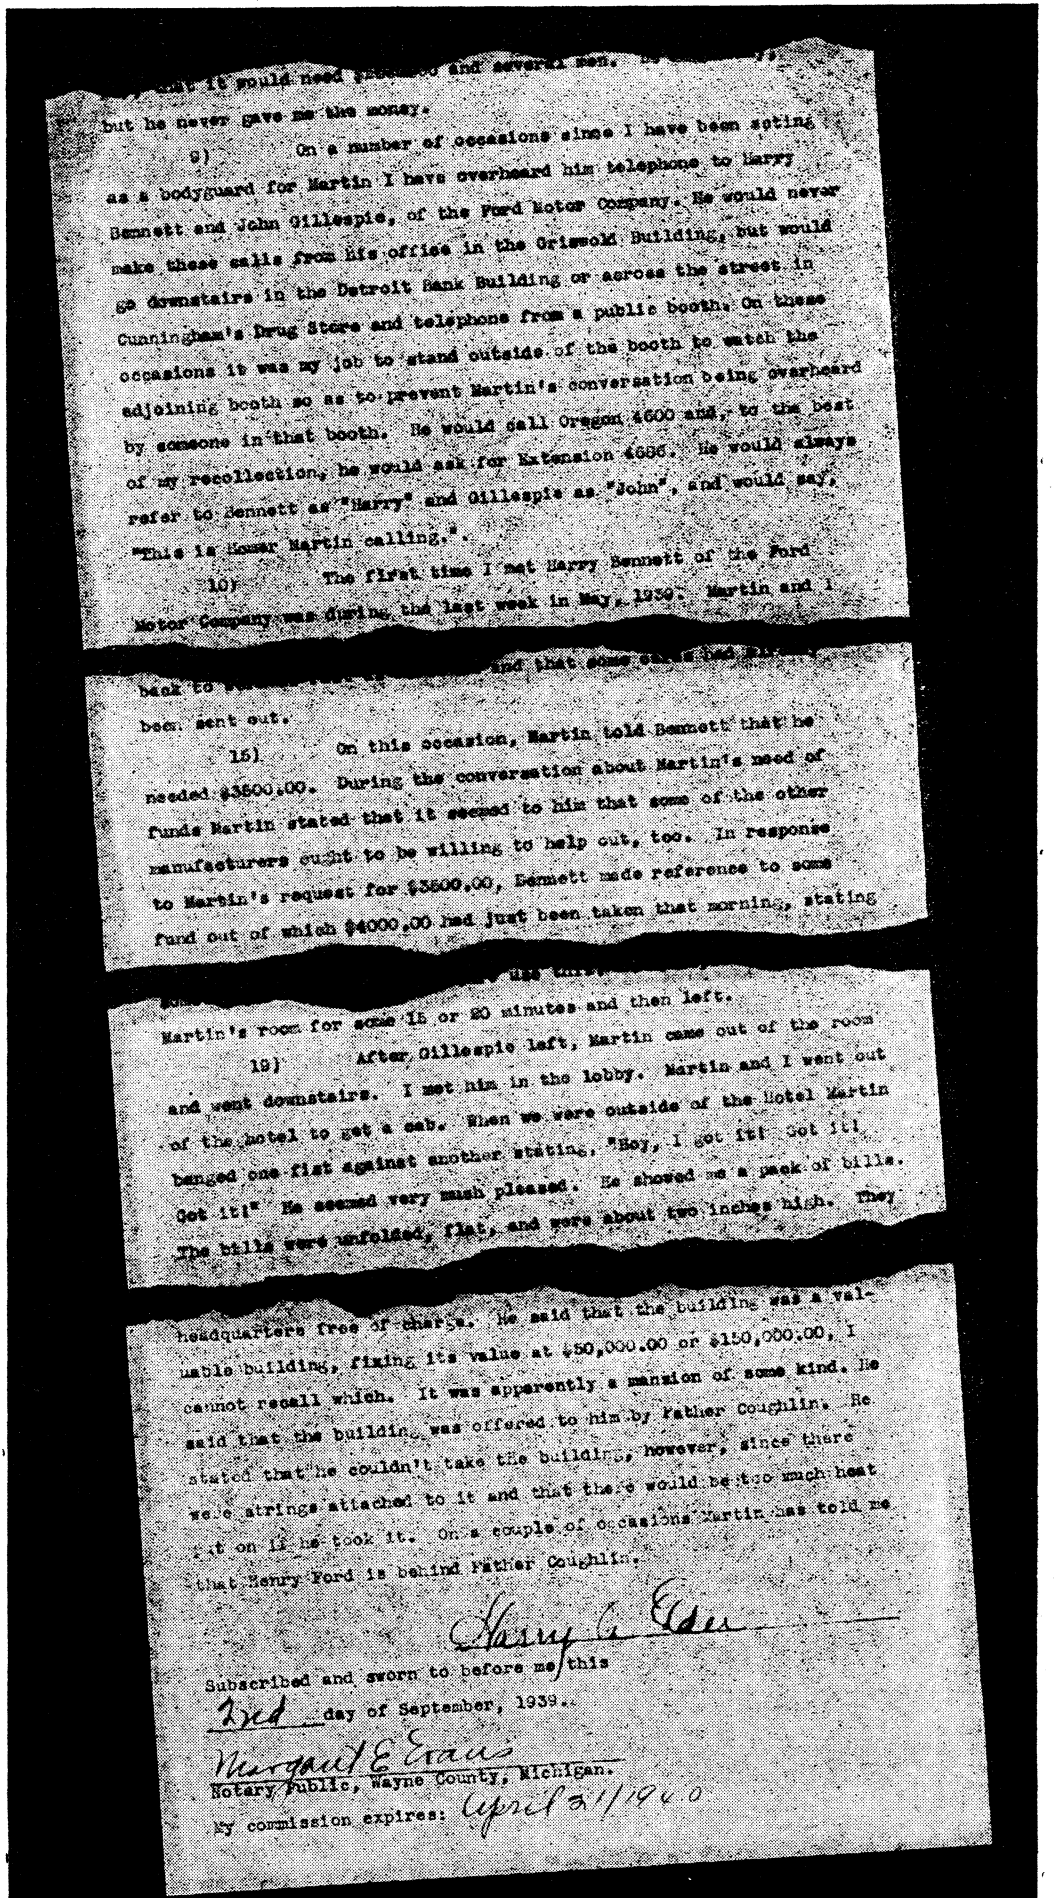 it would need and several men.
but he never gave me the money.
9) On a number of occasions since I have been acting
as a bodyguard for Martin I have overheard him telephone to Harry
Bennett and John Gillespie, of the Ford Motor Company. He would never
make these calls from his office in the Griswold Building, but would
go downstairs in the Detroit Bank Building or across the street in
Cunningham's Drug Store and telephone from a public booth. On these
occasions it was my job to stand outside of the booth to watch the
adjoining booth so as to prevent Martin's conversation being overheard
by someone in that booth. He would call Oregon 4600 and, to the best
of my recollection, he would ask for Extension 4686. He would always
refer to Bennett as "Harry" and Gillespie as "John", and would say,
"This is Homer Martin calling.".
10) The first time I met Harry Bennett of the Ford
Motor Company was during the last week in May, 1939. Martin and I
back to and that some had
been sent out.
15) On this occasion, Martin told Bennett that he
needed $3500.00. During the conversation about Martin's need of
funds Martin stated that it seemed to him that some of the other
manufacturers ought to be willing to help out, too. In response
to Martin's request for $3500.00, Bennett made reference to some
fund out of which $4000.00 had just been taken that morning, stating
Martin's room for some 15 or 20 minutes and then left.
19) After Gillespie left, Martin came out of the room
and went downstairs. I met him in the lobby. Martin and I went out
of the hotel to get a cab. When we were outside of the Hotel Martin
banged one fist against another stating, "Boy, I got it! Got it!
Got it!" He seemed very much pleased. He showed me a pack of bills.
The bills were unfolded, flat, and were about two inches high. They
headquarters free of charge. He said that the building was a val-
uable building, fixing its value at $50,000.00 or $150,000.00, I
cannot recall which. It was apparently a mansion of some kind. He
said that the building was offered to him by Father Coughlin. He
stated that he couldn't take the building, however, since there
were strings attached to it and that there would be too much heat
put on if he took it. On a couple of occasions Martin has told me
that Henry Ford is behind Father Coughlin.
Harry A Elder
Subscribed and sworn to before me this
2nd day of September, 1939.
Margaret E Evans
Notary Public, Wayne County, Michigan.
My commission expires: April 21/1940